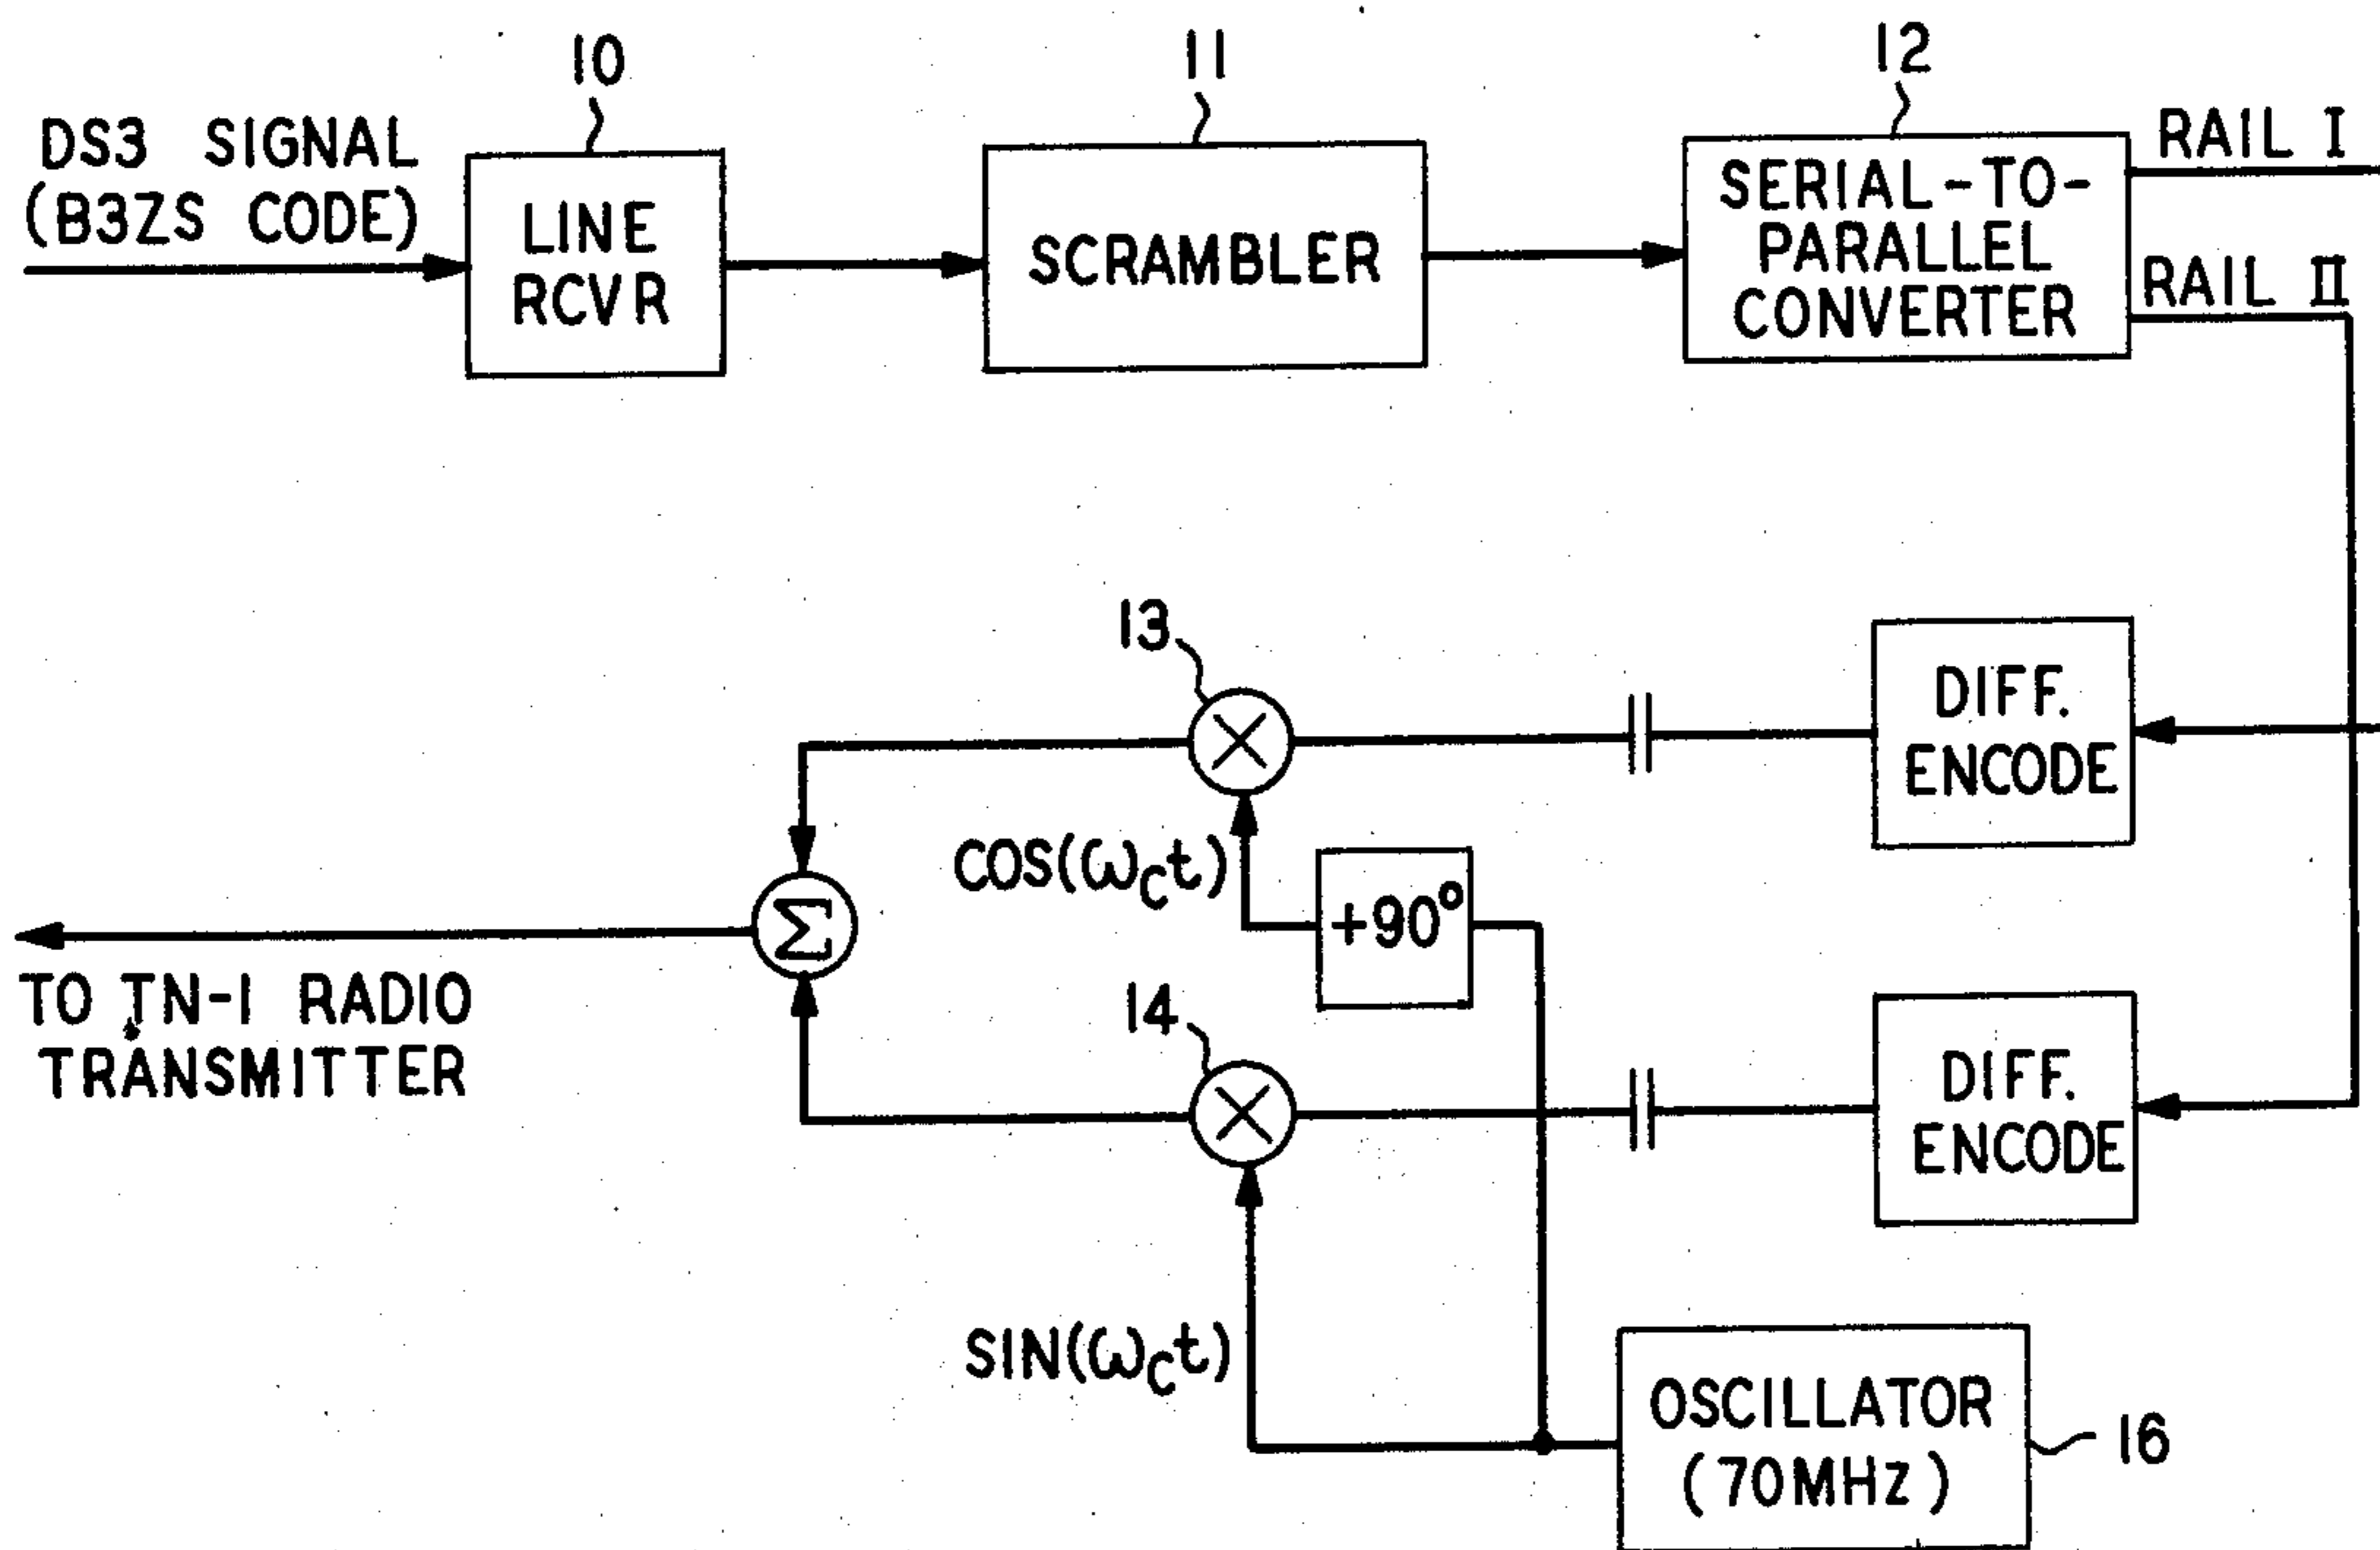 10
11
12
DS3 SIGNAL
(B3ZS CODE)
LINE
RCVR
SCRAMBLER
SERIAL-TO-
PARALLEL
CONVERTER
RAIL I
RAIL II
13
×
DIFF.
ENCODE
COS(ωct)
+90°
Σ
TO TN-1 RADIO
TRANSMITTER
14
×
DIFF.
ENCODE
SIN(ωct)
OSCILLATOR
(70MHZ)
16